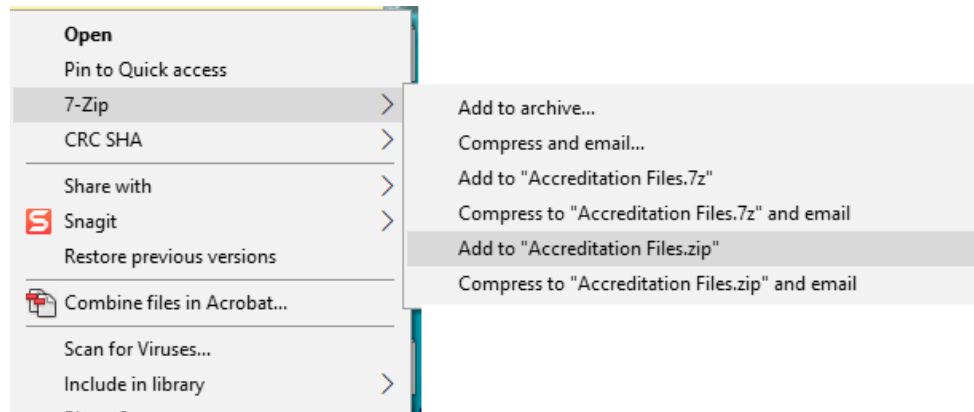 Open
Pin to Quick access
7-Zip
CRC SHA
Share with
Snagit
Restore previous versions
Combine files in Acrobat...
Scan for Viruses...
Include in library
Add to archive...
Compress and email...
Add to "Accreditation Files.7z"
Compress to "Accreditation Files.7z" and email
Add to "Accreditation Files.zip"
Compress to "Accreditation Files.zip" and email